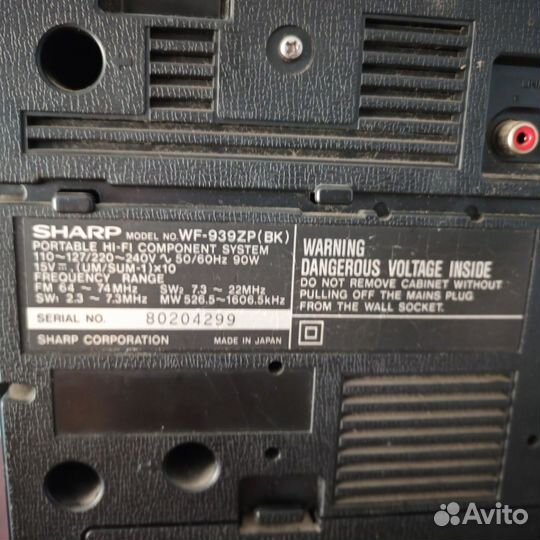 SHARP MODEL NO. WF-939ZP(BK)
PORTABLE HI-FI COMPONENT SYSTEM
110~127/220~240V ∿ 50/60Hz 90W
15V ⎓ (UM/SUM-1)×10
FREQUENCY RANGE
FM 64 ~ 74MHz SW2 7.3 ~ 22MHz
SW1 2.3 ~ 7.3MHz MW 526.5~1606.5kHz
SERIAL NO. 80204299
SHARP CORPORATION MADE IN JAPAN
WARNING
DANGEROUS VOLTAGE INSIDE
DO NOT REMOVE CABINET WITHOUT
PULLING OFF THE MAINS PLUG
FROM THE WALL SOCKET.
Avito